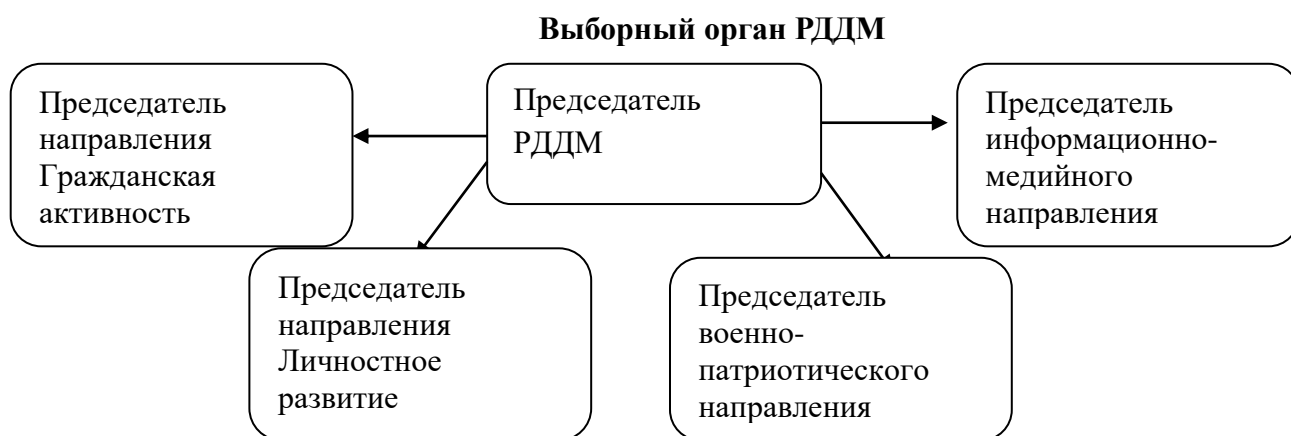 Выборный орган РДДМ
Председатель
направления
Гражданская
активность
Председатель
РДДМ
Председатель
информационно-
медийного
направления
Председатель
направления
Личностное
развитие
Председатель
военно-
патриотического
направления